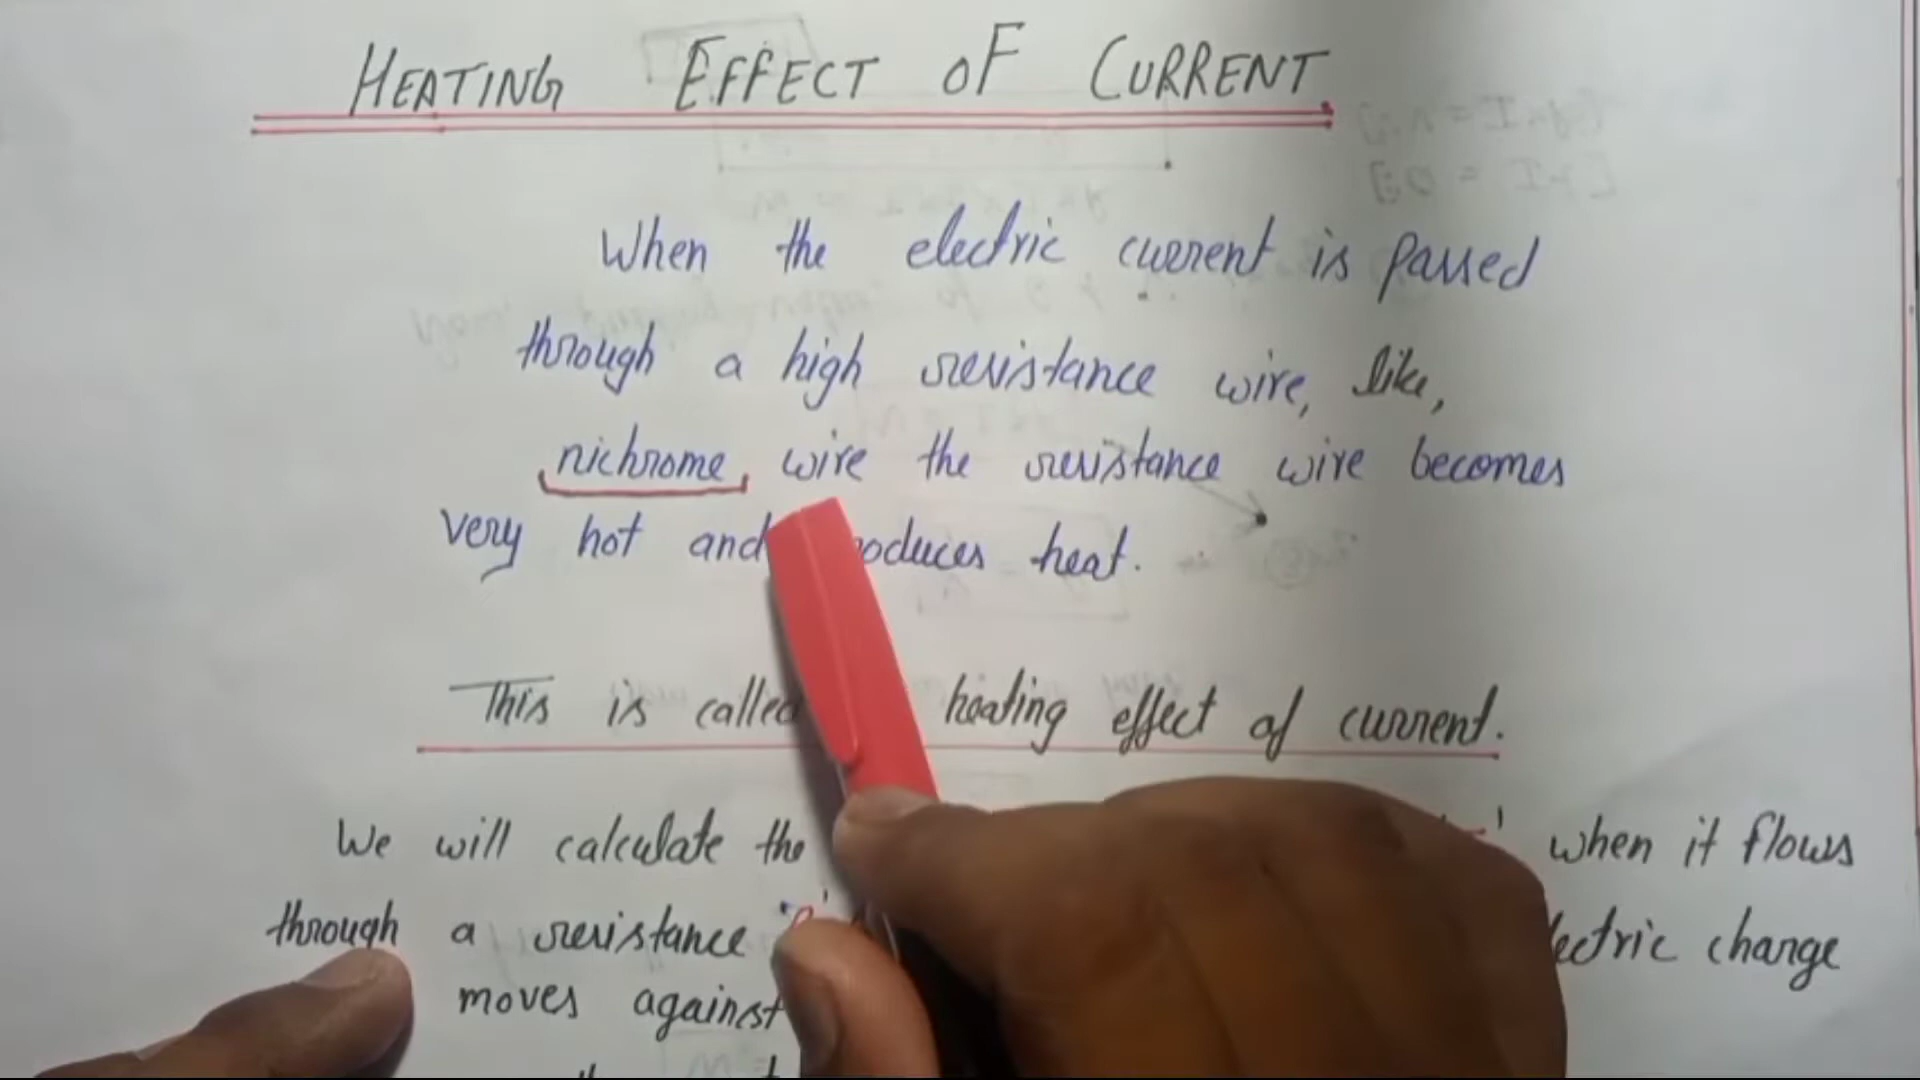 HEATING EFFECT OF CURRENT
When the electric current is passed
through a high resistance wire, like,
nichrome wire the resistance wire becomes
very hot and heat.
This is called heating effect of current.
We will calculate the when it flows
through a resistance change
moves against